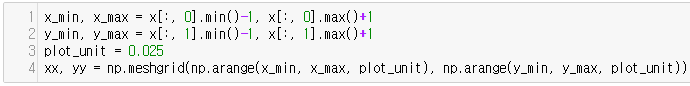 1 x_min, x_max = x[:, 0].min()-1, x[:, 0].max()+1
2 y_min, y_max = x[:, 1].min()-1, x[:, 1].max()+1
3 plot_unit = 0.025
4 xx, yy = np.meshgrid(np.arange(x_min, x_max, plot_unit), np.arange(y_min, y_max, plot_unit))